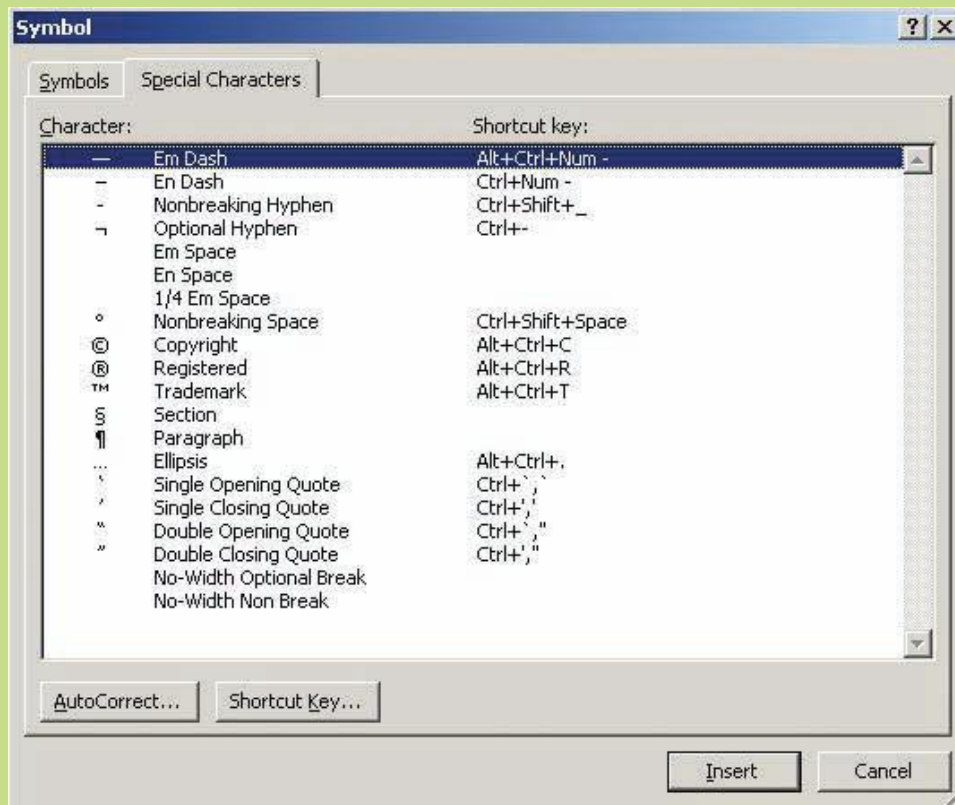 Symbol
Symbols Special Characters
Character: Shortcut key:
— Em Dash Alt+Ctrl+Num -
– En Dash Ctrl+Num -
- Nonbreaking Hyphen Ctrl+Shift+_
¬ Optional Hyphen Ctrl+-
Em Space
En Space
1/4 Em Space
° Nonbreaking Space Ctrl+Shift+Space
© Copyright Alt+Ctrl+C
® Registered Alt+Ctrl+R
™ Trademark Alt+Ctrl+T
§ Section
¶ Paragraph
… Ellipsis Alt+Ctrl+.
‘ Single Opening Quote Ctrl+`,`
’ Single Closing Quote Ctrl+','
“ Double Opening Quote Ctrl+`,"
” Double Closing Quote Ctrl+',"
No-Width Optional Break
No-Width Non Break
AutoCorrect... Shortcut Key...
Insert Cancel